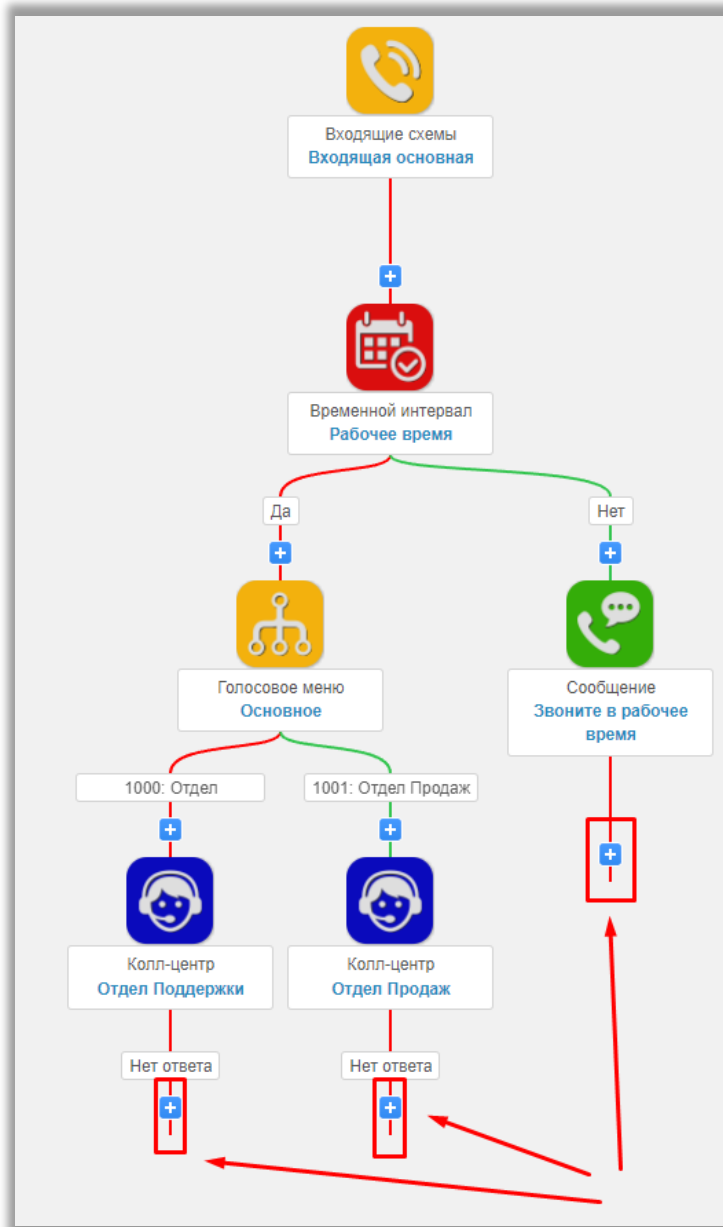 Входящие схемы
Входящая основная
Временной интервал
Рабочее время
Да
Нет
Голосовое меню
Основное
Сообщение
Звоните в рабочее
время
1000: Отдел
1001: Отдел Продаж
Колл-центр
Отдел Поддержки
Колл-центр
Отдел Продаж
Нет ответа
Нет ответа